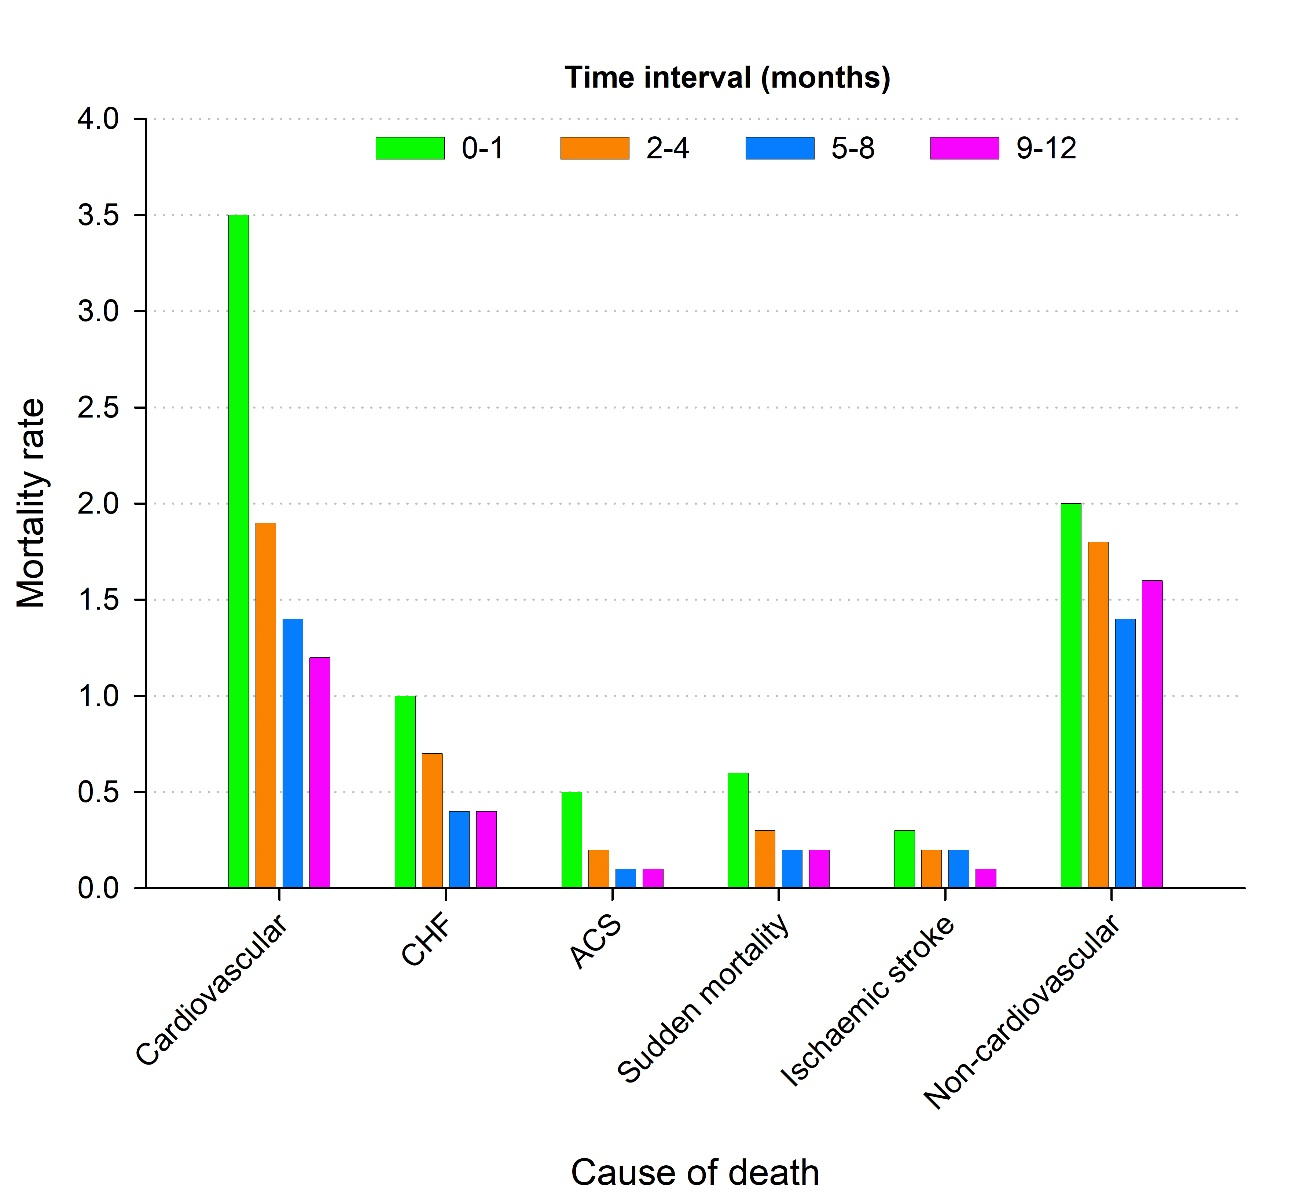 Time interval (months)
0-1 2-4 5-8 9-12
4.0
3.5
3.0
2.5
2.0
1.5
1.0
0.5
0.0
Mortality rate
Cardiovascular
CHF
ACS
Sudden mortality
Ischaemic stroke
Non-cardiovascular
Cause of death